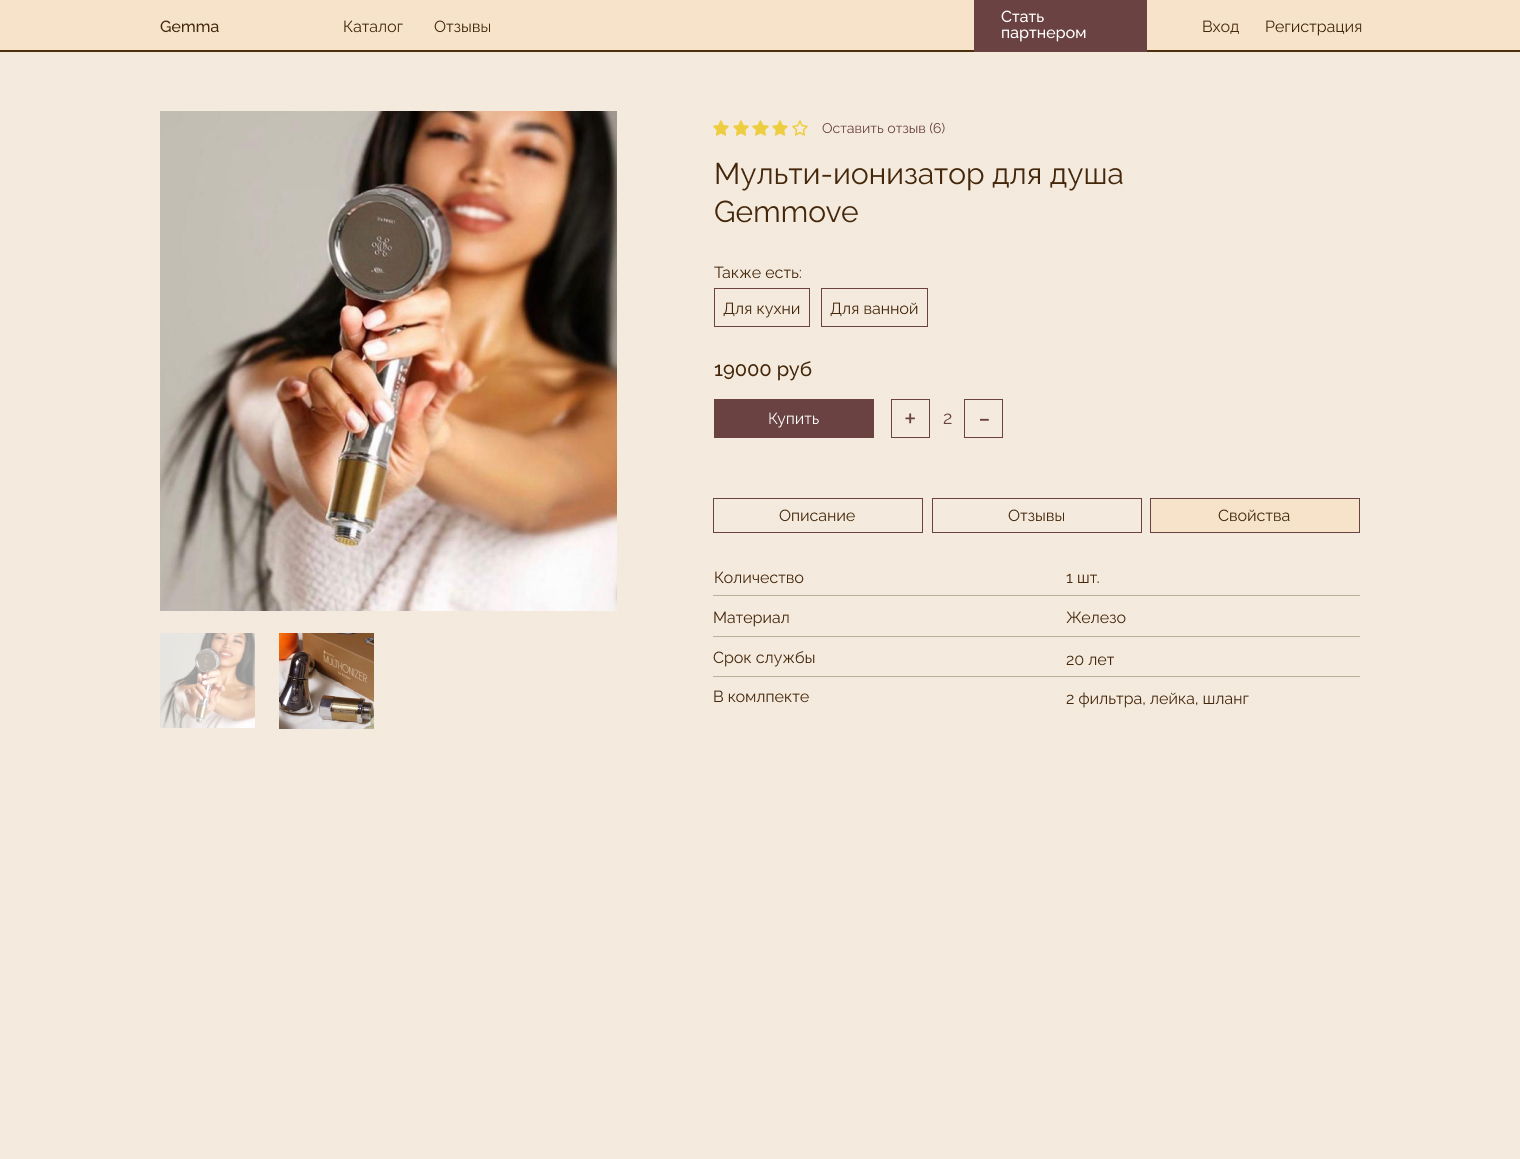 Gemma
Каталог
Отзывы
Стать
партнером
Вход
Регистрация
Оставить отзыв (6)
Мульти-ионизатор для душа
Gemmove
Также есть:
Для кухни
Для ванной
19000 руб
Купить
+
2
-
Описание
Отзывы
Свойства
Количество
1 шт.
Материал
Железо
Срок службы
20 лет
В комлпекте
2 фильтра, лейка, шланг